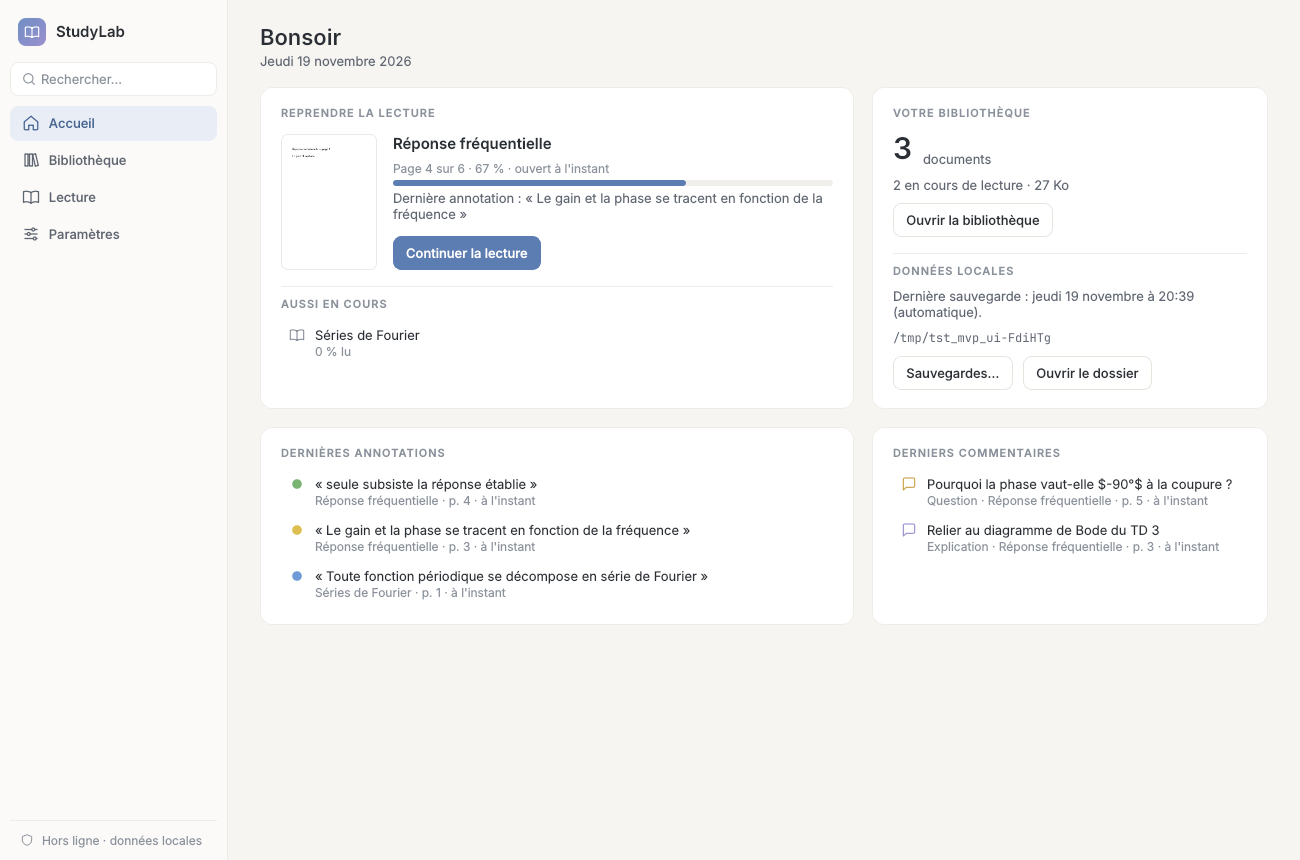 StudyLab
Rechercher...
Accueil
Bibliothèque
Lecture
Paramètres
Hors ligne · données locales
Bonsoir
Jeudi 19 novembre 2026
REPRENDRE LA LECTURE
Réponse fréquentielle
Page 4 sur 6 · 67 % · ouvert à l'instant
Dernière annotation : « Le gain et la phase se tracent en fonction de la
fréquence »
Continuer la lecture
AUSSI EN COURS
Séries de Fourier
0 % lu
VOTRE BIBLIOTHÈQUE
3 documents
2 en cours de lecture · 27 Ko
Ouvrir la bibliothèque
DONNÉES LOCALES
Dernière sauvegarde : jeudi 19 novembre à 20:39
(automatique).
/tmp/tst_mvp_ui-FdiHTg
Sauvegardes...
Ouvrir le dossier
DERNIÈRES ANNOTATIONS
« seule subsiste la réponse établie »
Réponse fréquentielle · p. 4 · à l'instant
« Le gain et la phase se tracent en fonction de la fréquence »
Réponse fréquentielle · p. 3 · à l'instant
« Toute fonction périodique se décompose en série de Fourier »
Séries de Fourier · p. 1 · à l'instant
DERNIERS COMMENTAIRES
Pourquoi la phase vaut-elle $-90°$ à la coupure ?
Question · Réponse fréquentielle · p. 5 · à l'instant
Relier au diagramme de Bode du TD 3
Explication · Réponse fréquentielle · p. 3 · à l'instant